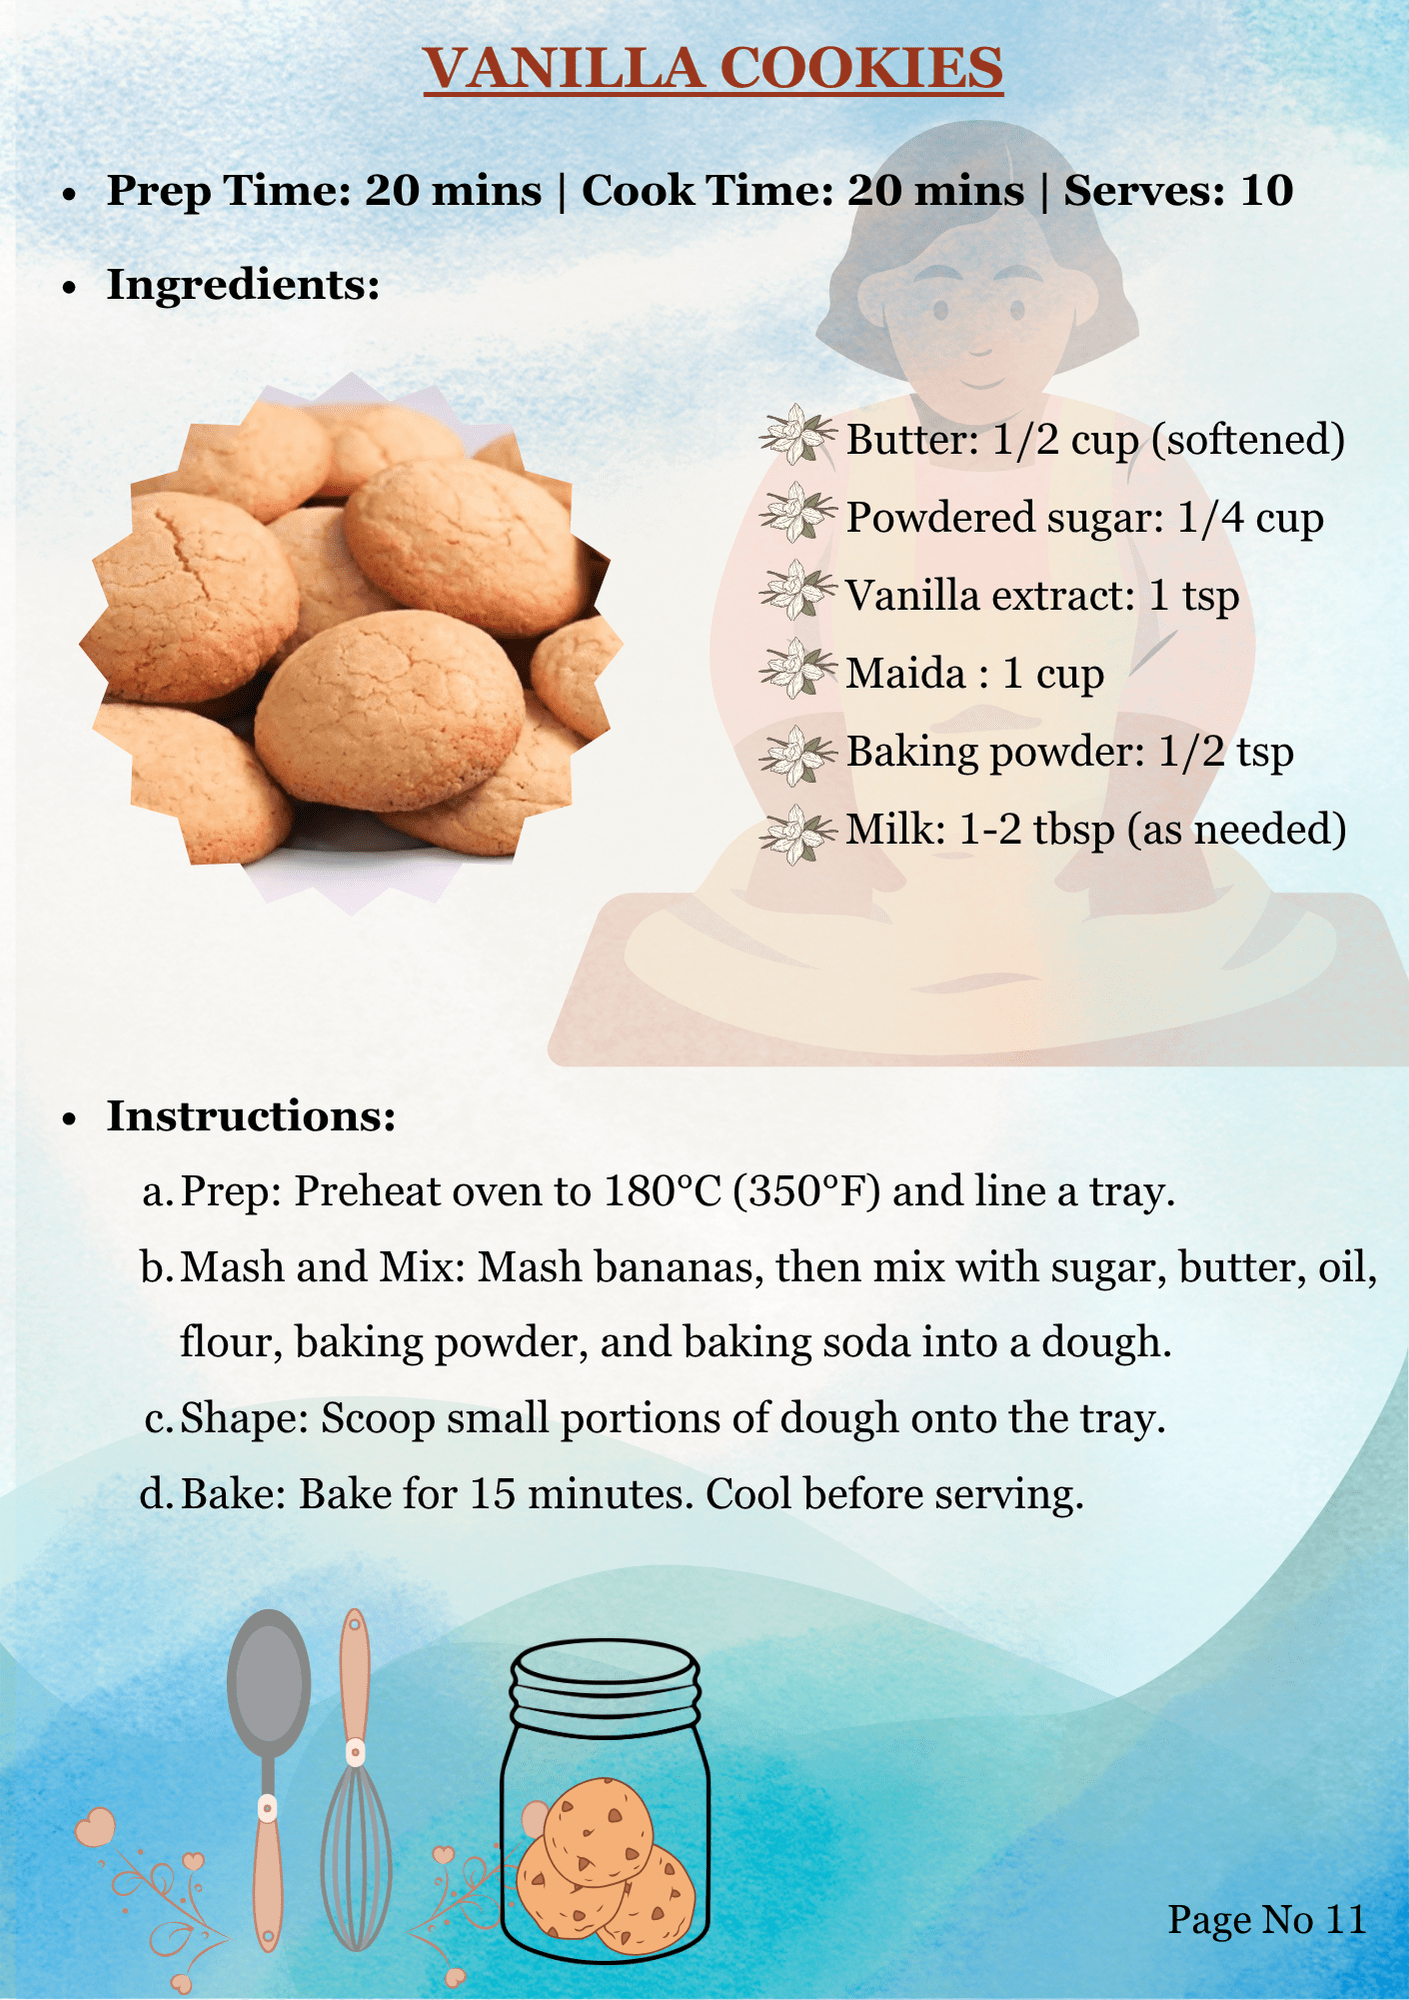 VANILLA COOKIES
• Prep Time: 20 mins | Cook Time: 20 mins | Serves: 10
• Ingredients:
Butter: 1/2 cup (softened)
Powdered sugar: 1/4 cup
Vanilla extract: 1 tsp
Maida : 1 cup
Baking powder: 1/2 tsp
Milk: 1-2 tbsp (as needed)
• Instructions:
a. Prep: Preheat oven to 180°C (350°F) and line a tray.
b. Mash and Mix: Mash bananas, then mix with sugar, butter, oil,
flour, baking powder, and baking soda into a dough.
c. Shape: Scoop small portions of dough onto the tray.
d. Bake: Bake for 15 minutes. Cool before serving.
Page No 11